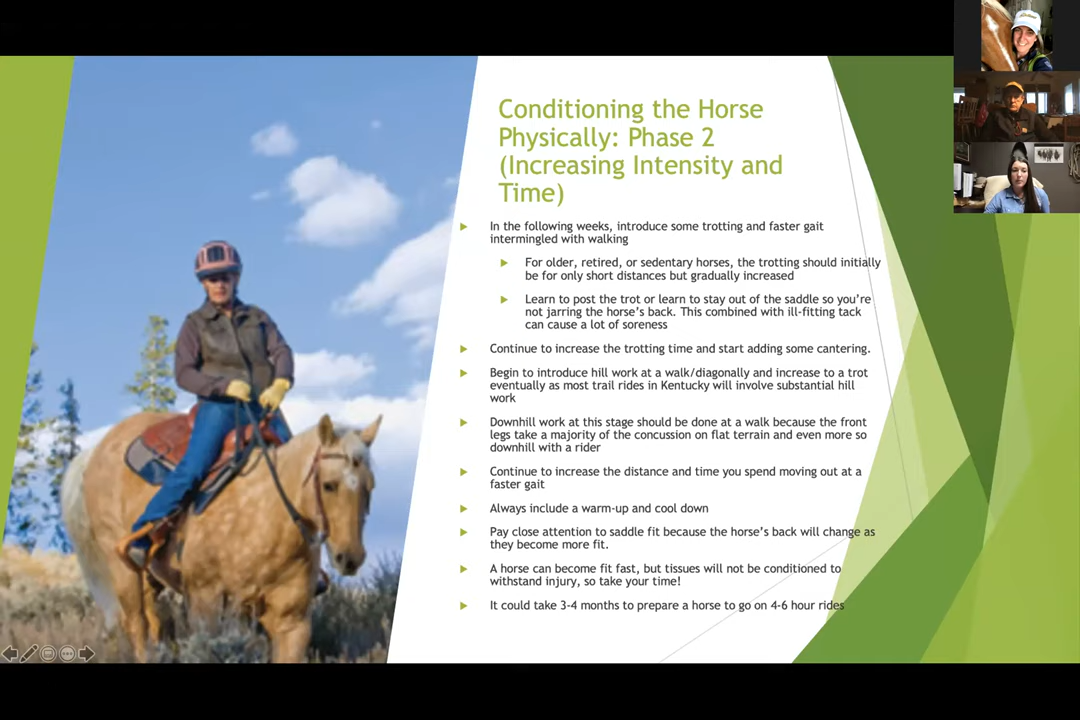 Conditioning the Horse
Physically: Phase 2
(Increasing Intensity and
Time)
In the following weeks, introduce some trotting and faster gait
intermingled with walking
For older, retired, or sedentary horses, the trotting should initially
be for only short distances but gradually increased
Learn to post the trot or learn to stay out of the saddle so you're
not jarring the horse's back. This combined with ill-fitting tack
can cause a lot of soreness
Continue to increase the trotting time and start adding some cantering.
Begin to introduce hill work at a walk/diagonally and increase to a trot
eventually as most trail rides in Kentucky will involve substantial hill
work
Downhill work at this stage should be done at a walk because the front
legs take a majority of the concussion on flat terrain and even more so
downhill with a rider
Continue to increase the distance and time you spend moving out at a
faster gait
Always include a warm-up and cool down
Pay close attention to saddle fit because the horse's back will change as
they become more fit.
A horse can become fit fast, but tissues will not be conditioned to
withstand injury, so take your time!
It could take 3-4 months to prepare a horse to go on 4-6 hour rides